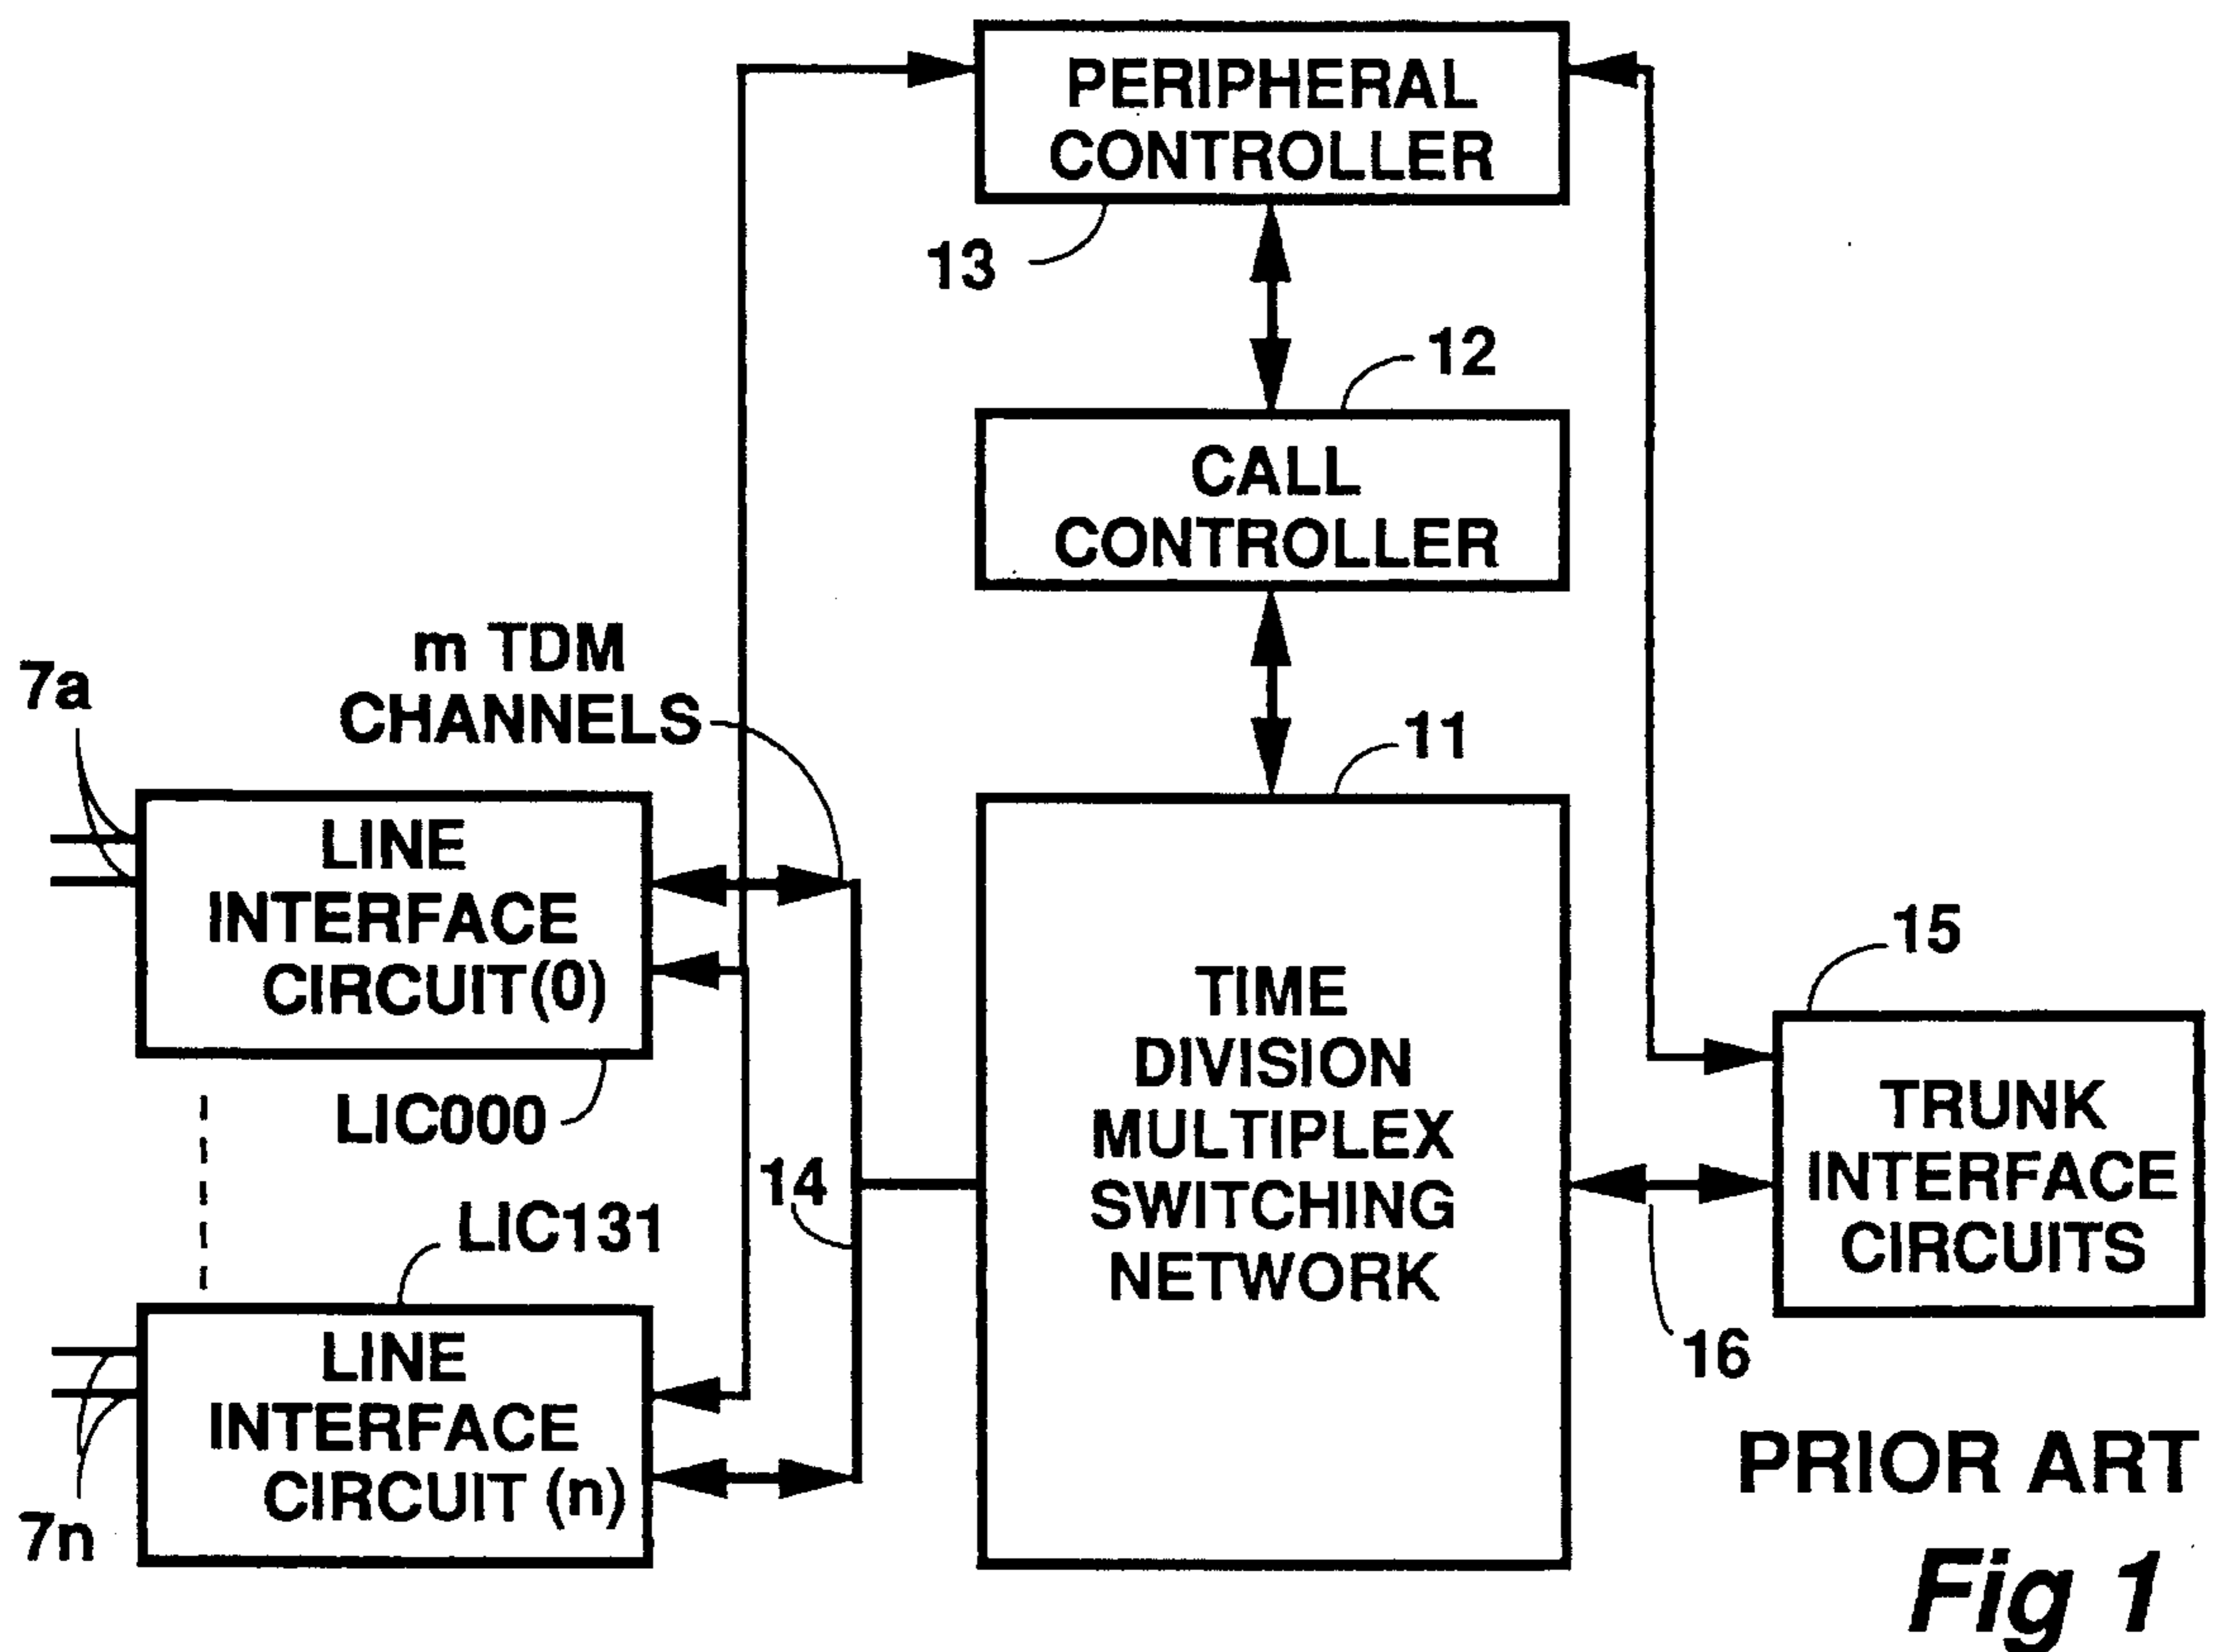 PERIPHERAL
CONTROLLER
13
12
CALL
CONTROLLER
m TDM
CHANNELS
7a
11
LINE
INTERFACE
CIRCUIT(0)
LIC000
TIME
DIVISION
MULTIPLEX
SWITCHING
NETWORK
15
TRUNK
INTERFACE
CIRCUITS
14
LIC131
16
LINE
INTERFACE
CIRCUIT (n)
7n
PRIOR ART
Fig 1